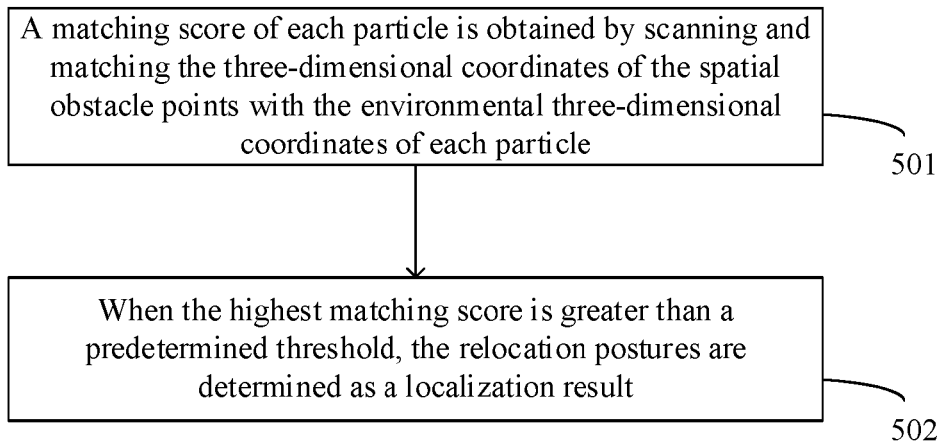 A matching score of each particle is obtained by scanning and
matching the three-dimensional coordinates of the spatial
obstacle points with the environmental three-dimensional
coordinates of each particle
501
When the highest matching score is greater than a
predetermined threshold, the relocation postures are
determined as a localization result
502